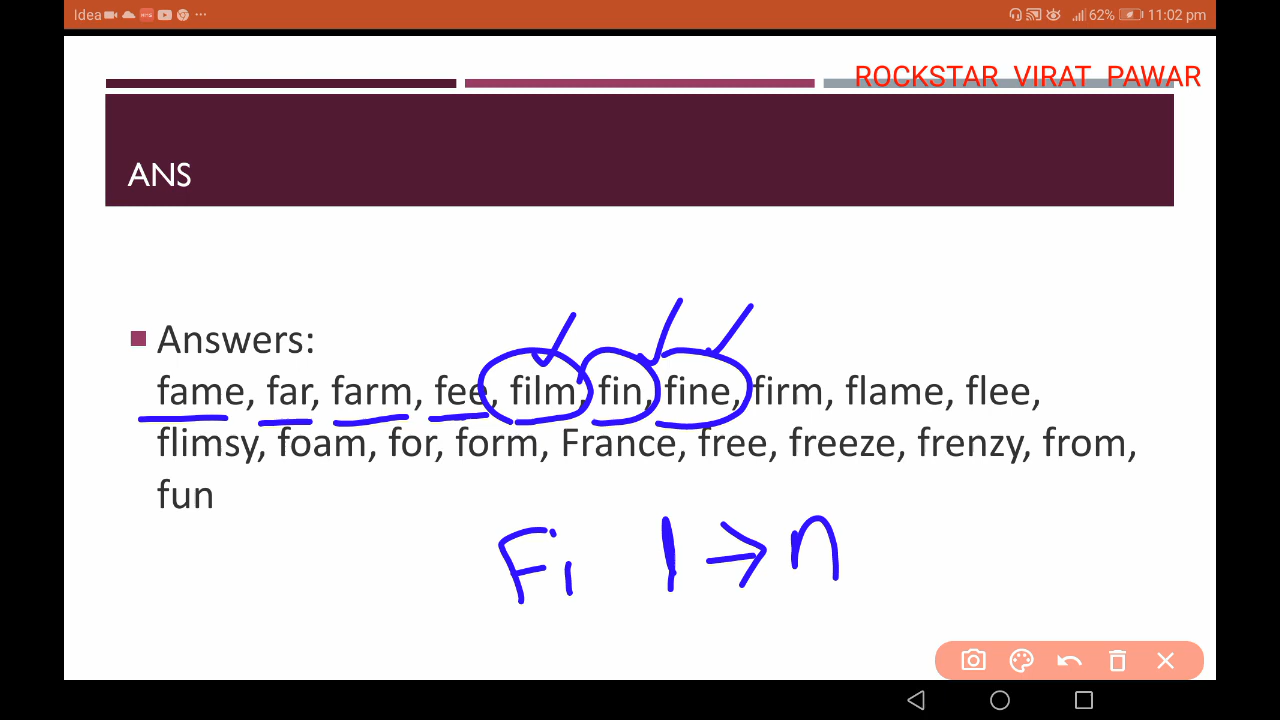 Idea ...
62% 11:02 pm
ROCKSTAR VIRAT PAWAR
ANS
Answers:
fame, far, farm, fee, film, fin, fine, firm, flame, flee,
flimsy, foam, for, form, France, free, freeze, frenzy, from,
fun
Fi l → n